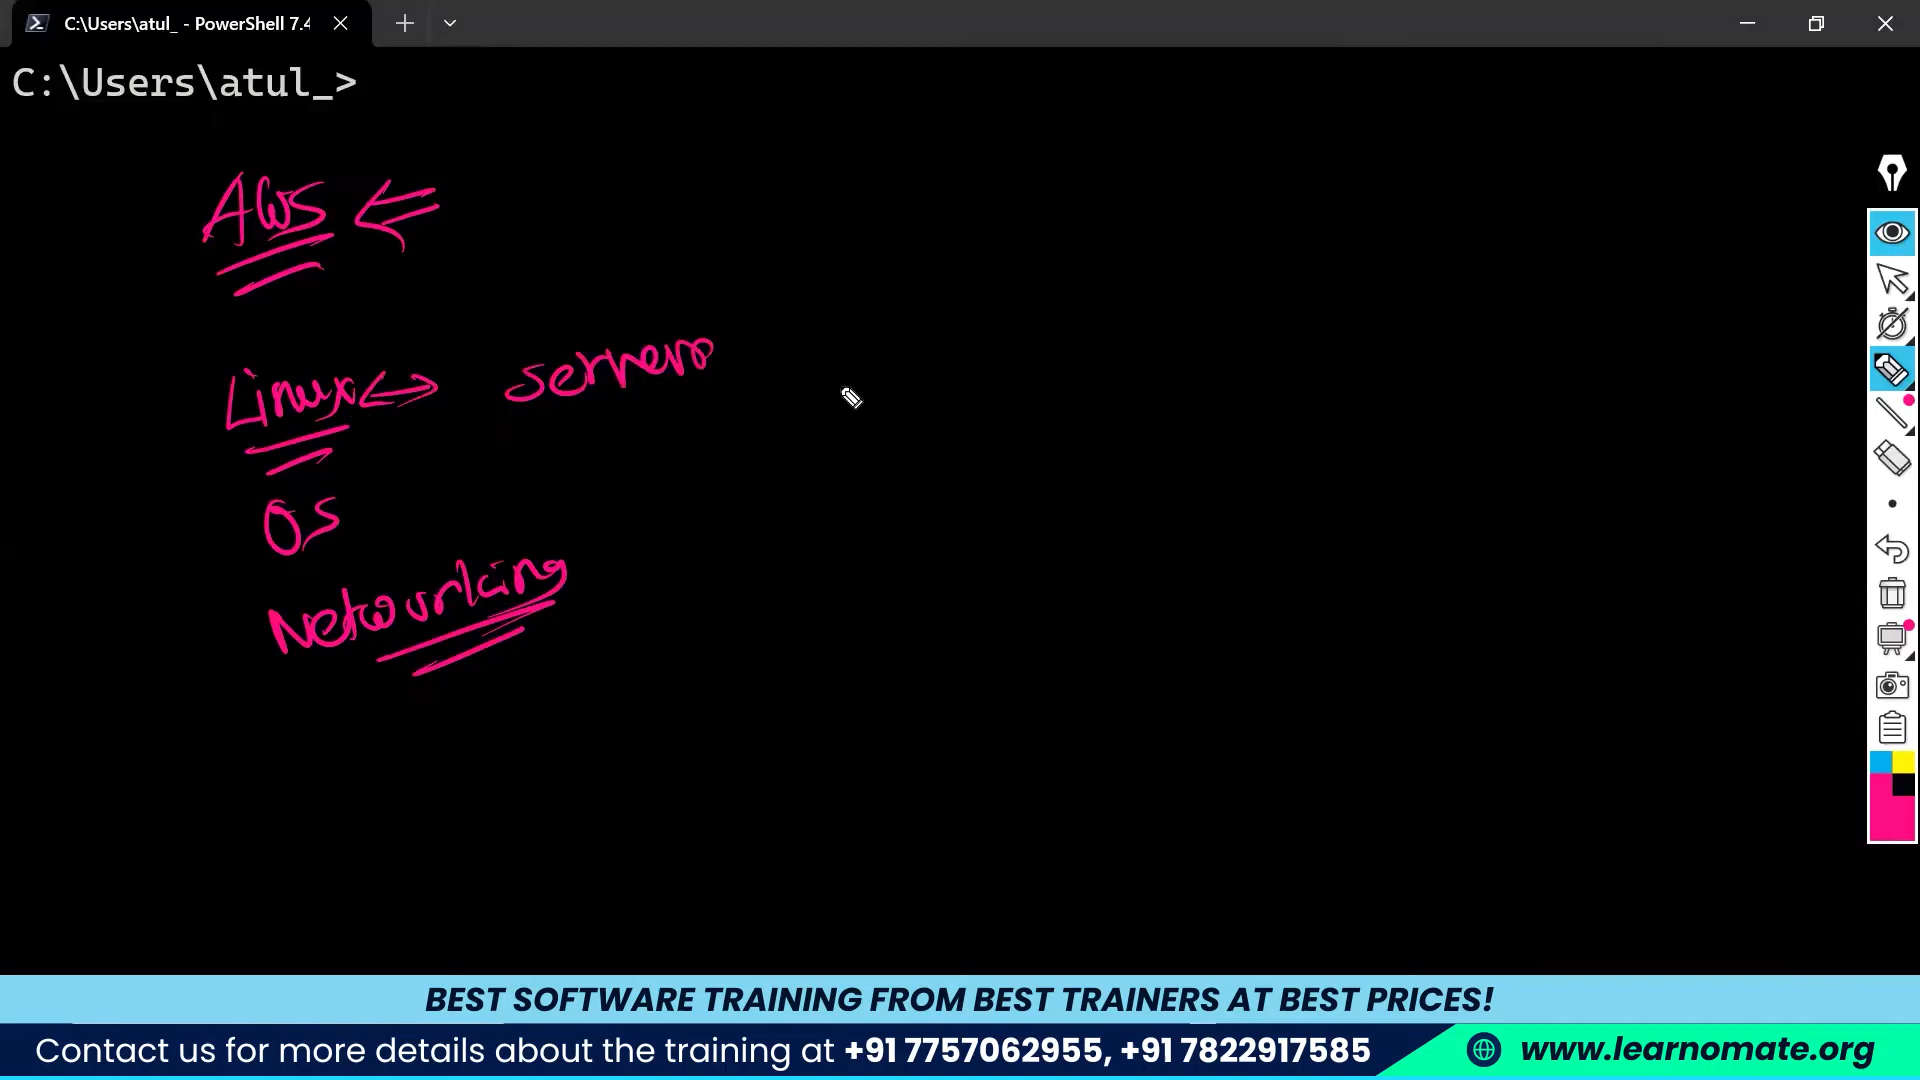 C:\Users\atul_ - PowerShell 7.4
C:\Users\atul_>
AWS
Linux servers
OS
Networking
BEST SOFTWARE TRAINING FROM BEST TRAINERS AT BEST PRICES!
Contact us for more details about the training at +91 7757062955, +91 7822917585
www.learnomate.org